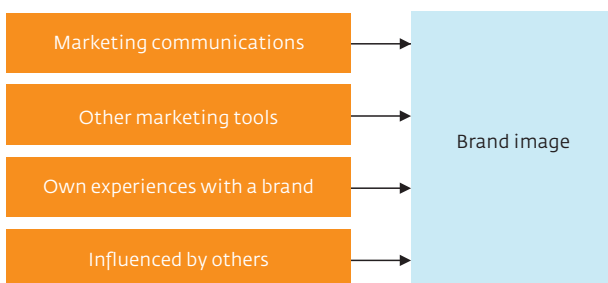 Marketing communications
Other marketing tools
Own experiences with a brand
Influenced by others
Brand image